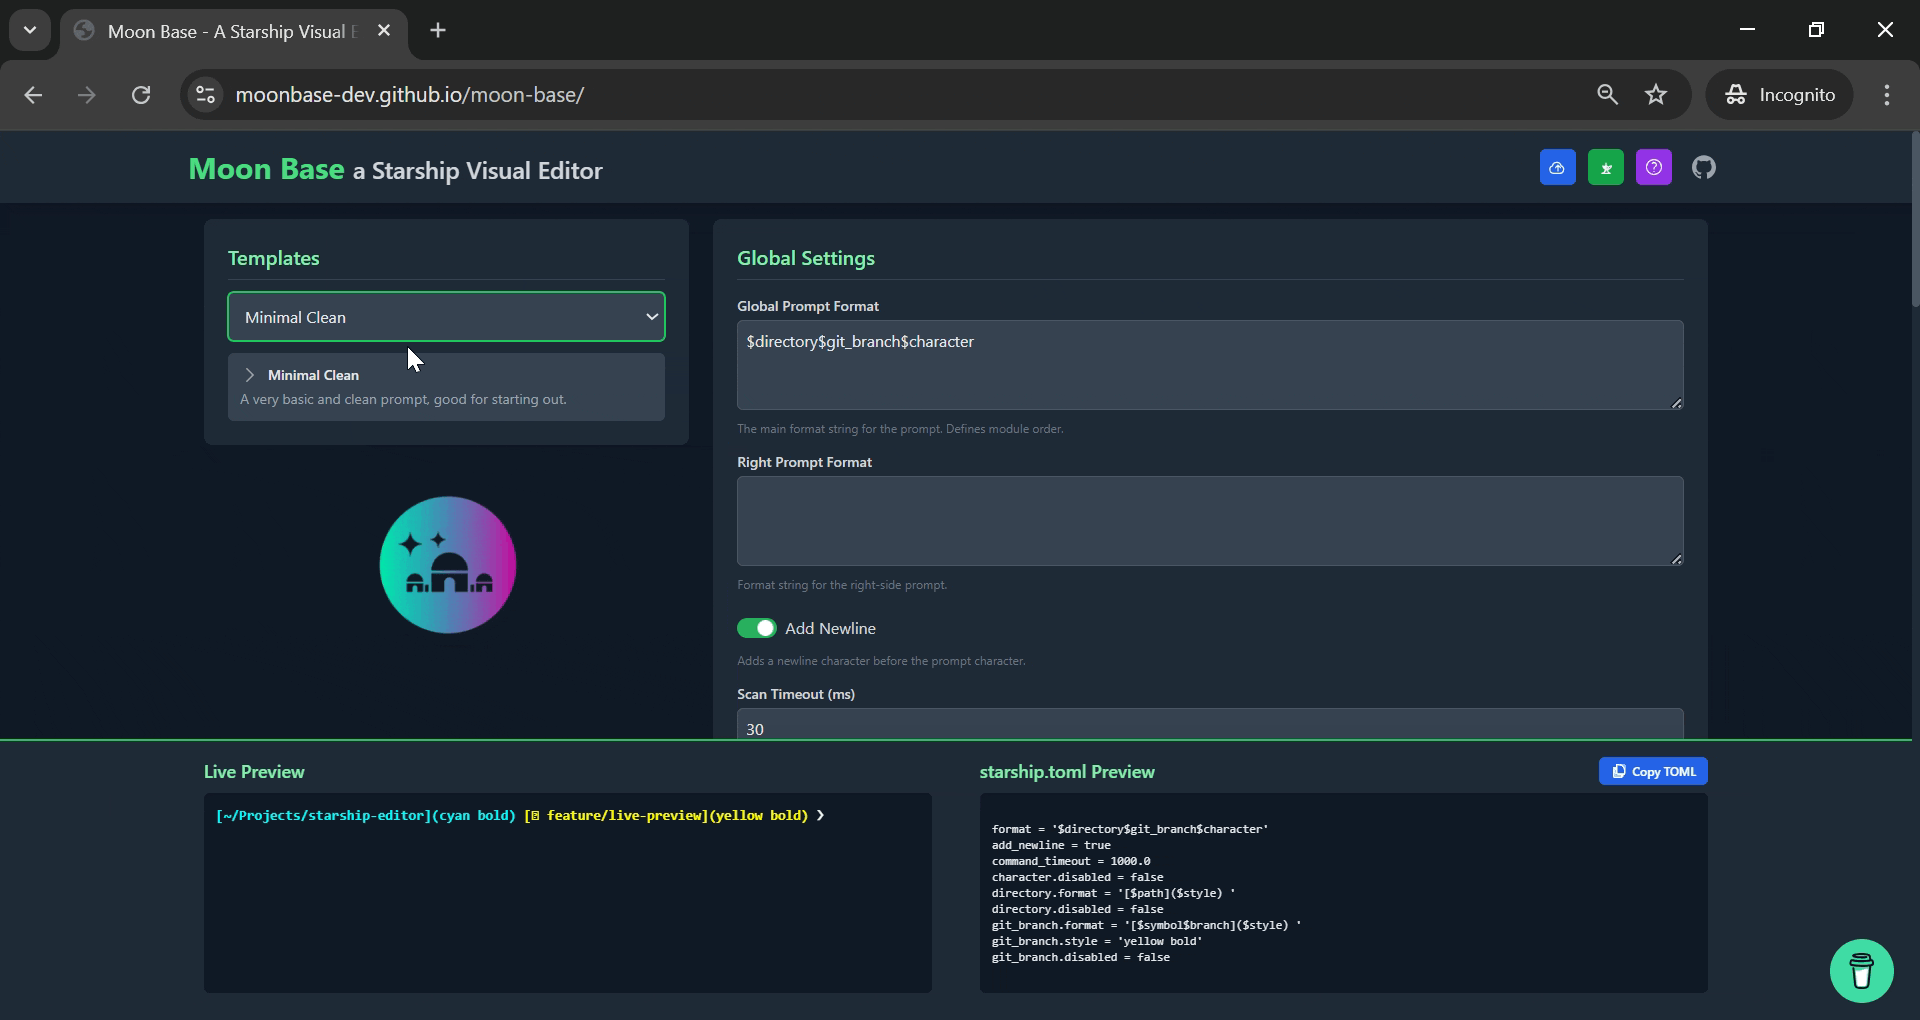 Moon Base - A Starship Visual E
moonbase-dev.github.io/moon-base/
Incognito
Moon Base a Starship Visual Editor
Templates
Minimal Clean
Minimal Clean
A very basic and clean prompt, good for starting out.
Global Settings
Global Prompt Format
$directory$git_branch$character
The main format string for the prompt. Defines module order.
Right Prompt Format
Format string for the right-side prompt.
Add Newline
Adds a newline character before the prompt character.
Scan Timeout (ms)
30
Live Preview
[~/Projects/starship-editor](cyan bold) [ feature/live-preview](yellow bold) ❯
starship.toml Preview
Copy TOML
format = '$directory$git_branch$character'
add_newline = true
command_timeout = 1000.0
character.disabled = false
directory.format = '[$path]($style) '
directory.disabled = false
git_branch.format = '[$symbol$branch]($style) '
git_branch.style = 'yellow bold'
git_branch.disabled = false